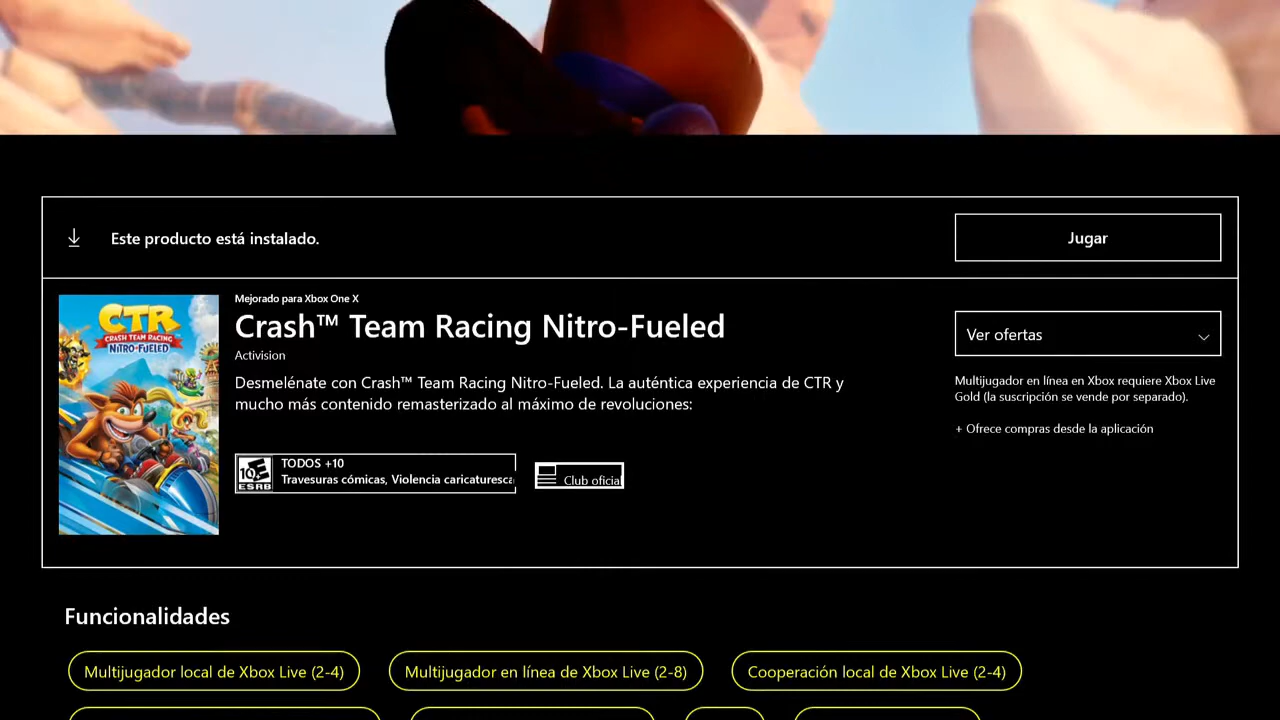 Este producto está instalado.
Jugar
CTR
CRASH TEAM RACING
NITRO-FUELED
Mejorado para Xbox One X
Crash™ Team Racing Nitro-Fueled
Activision
Desmelénate con Crash™ Team Racing Nitro-Fueled. La auténtica experiencia de CTR y
mucho más contenido remasterizado al máximo de revoluciones:
Ver ofertas
Multijugador en línea en Xbox requiere Xbox Live
Gold (la suscripción se vende por separado).
+ Ofrece compras desde la aplicación
E
10+
ESRB
TODOS +10
Travesuras cómicas, Violencia caricaturesca
Club oficial
Funcionalidades
Multijugador local de Xbox Live (2-4)
Multijugador en línea de Xbox Live (2-8)
Cooperación local de Xbox Live (2-4)